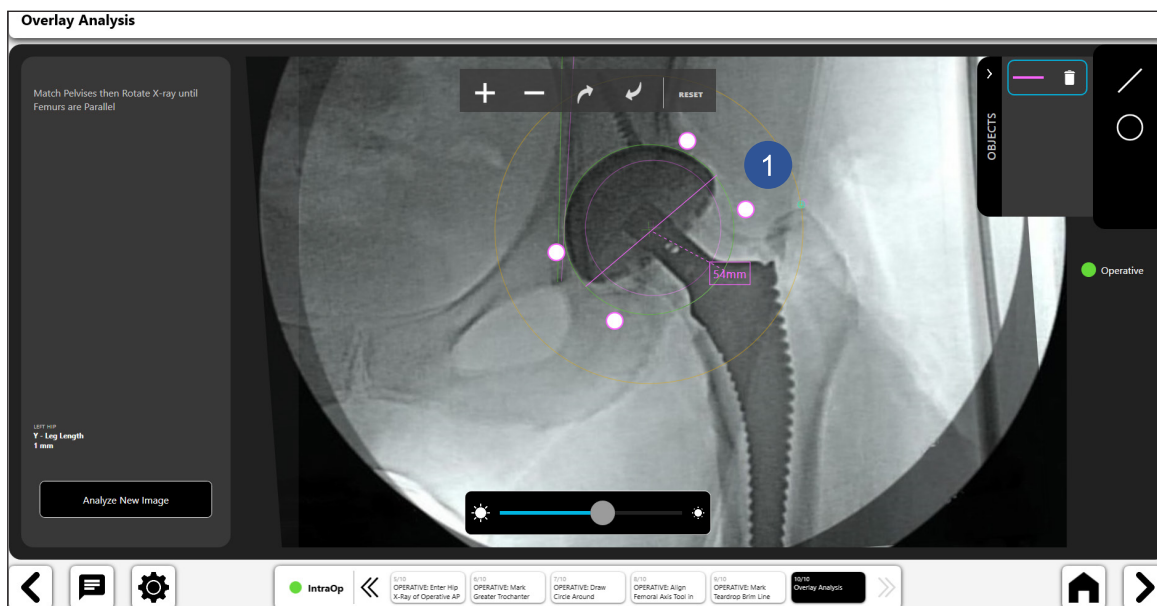 Overlay Analysis
Match Pelvises then Rotate X-ray until
Femurs are Parallel
RESET
1
OBJECTS
54mm
Operative
LEFT HIP
Y - Leg Length
1 mm
Analyze New Image
IntraOp
5/10
OPERATIVE: Enter Hip
X-Ray of Operative AP
6/10
OPERATIVE: Mark
Greater Trochanter
7/10
OPERATIVE: Draw
Circle Around
8/10
OPERATIVE: Align
Femoral Axis Tool in
9/10
OPERATIVE: Mark
Teardrop Brim Line
10/10
Overlay Analysis